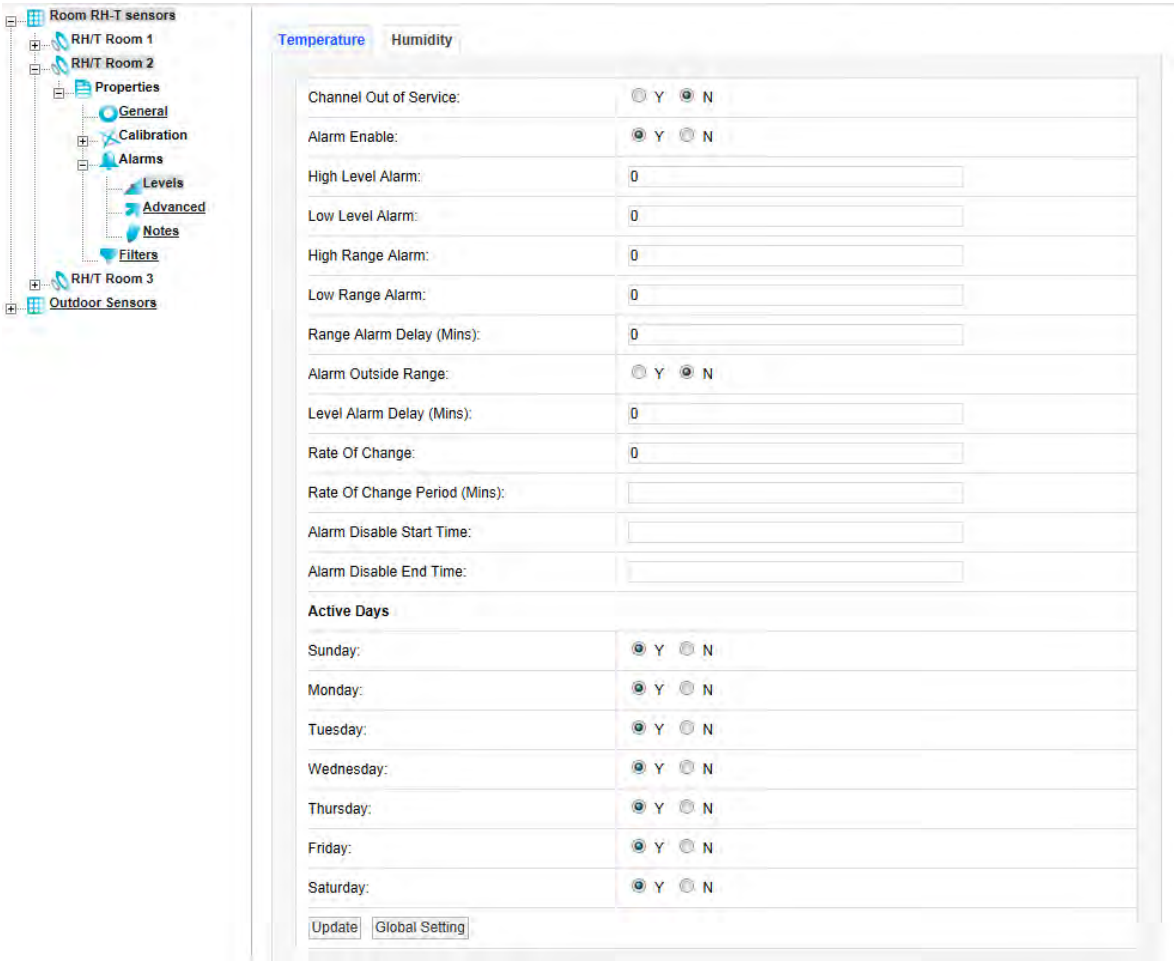 Room RH-T sensors
RH/T Room 1
RH/T Room 2
Properties
General
Calibration
Alarms
Levels
Advanced
Notes
Filters
RH/T Room 3
Outdoor Sensors
Temperature Humidity
Channel Out of Service: Y N
Alarm Enable: Y N
High Level Alarm: 0
Low Level Alarm: 0
High Range Alarm: 0
Low Range Alarm: 0
Range Alarm Delay (Mins): 0
Alarm Outside Range: Y N
Level Alarm Delay (Mins): 0
Rate Of Change: 0
Rate Of Change Period (Mins):
Alarm Disable Start Time:
Alarm Disable End Time:
Active Days
Sunday: Y N
Monday: Y N
Tuesday: Y N
Wednesday: Y N
Thursday: Y N
Friday: Y N
Saturday: Y N
Update Global Setting